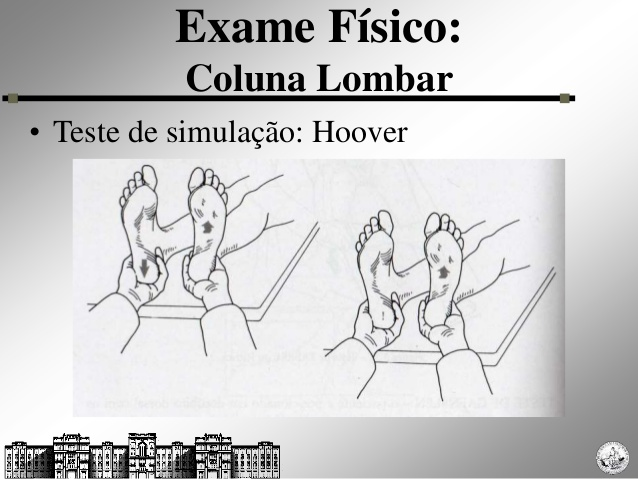 Exame Físico:
Coluna Lombar
• Teste de simulação: Hoover